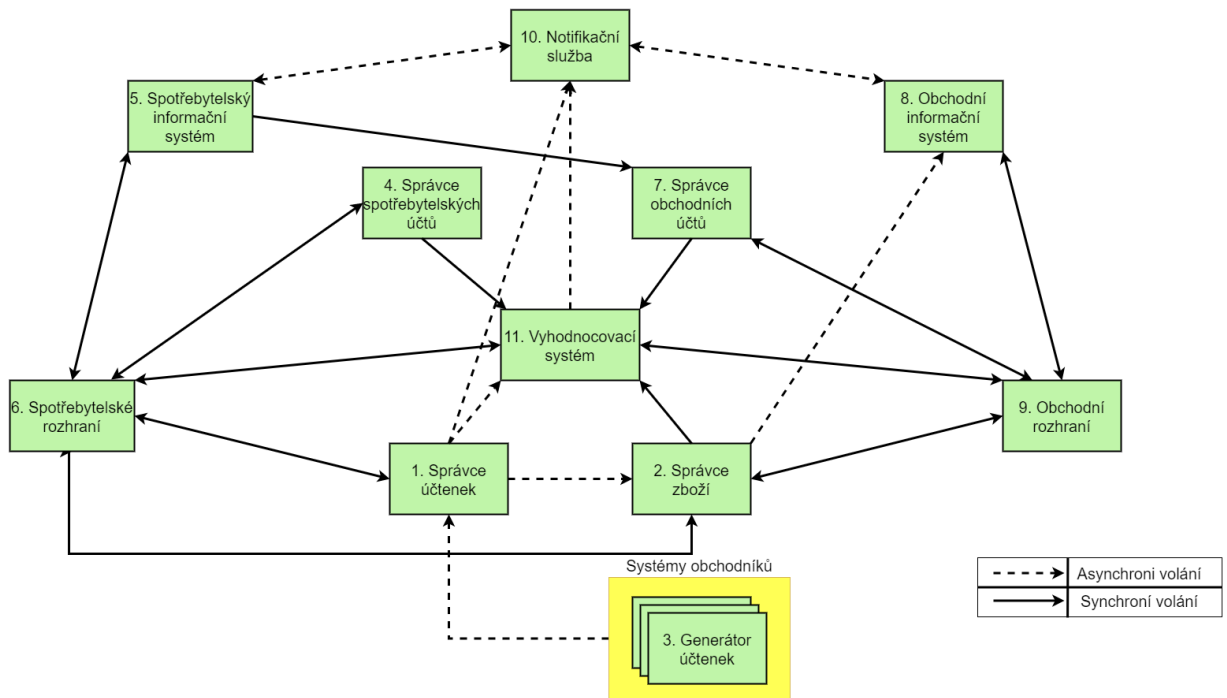 10. Notifikační
služba
5. Spotřebytelský
informační
systém
8. Obchodní
informační
systém
4. Správce
spotřebytelských
účtů
7. Správce
obchodních
účtů
11. Vyhodnocovací
systém
6. Spotřebytelské
rozhraní
9. Obchodní
rozhraní
1. Správce
účtenek
2. Správce
zboží
Systémy obchodníků
3. Generátor
účtenek
Asynchroni volání
Synchroní volání